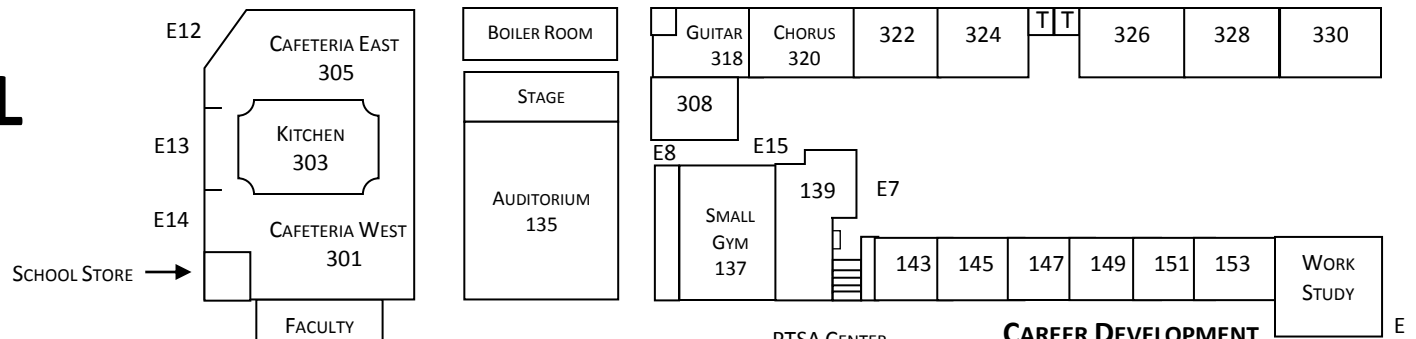 E12
CAFETERIA EAST
305
BOILER ROOM
GUITAR
318
CHORUS
320
322
324
T
T
326
328
330
L
STAGE
308
KITCHEN
303
E13
E8
E15
139
E7
AUDITORIUM
135
SMALL
GYM
137
E14
CAFETERIA WEST
301
SCHOOL STORE
143
145
147
149
151
153
WORK
STUDY
FACULTY
PTSA CENTER
CAREER DEVELOPMENT
E